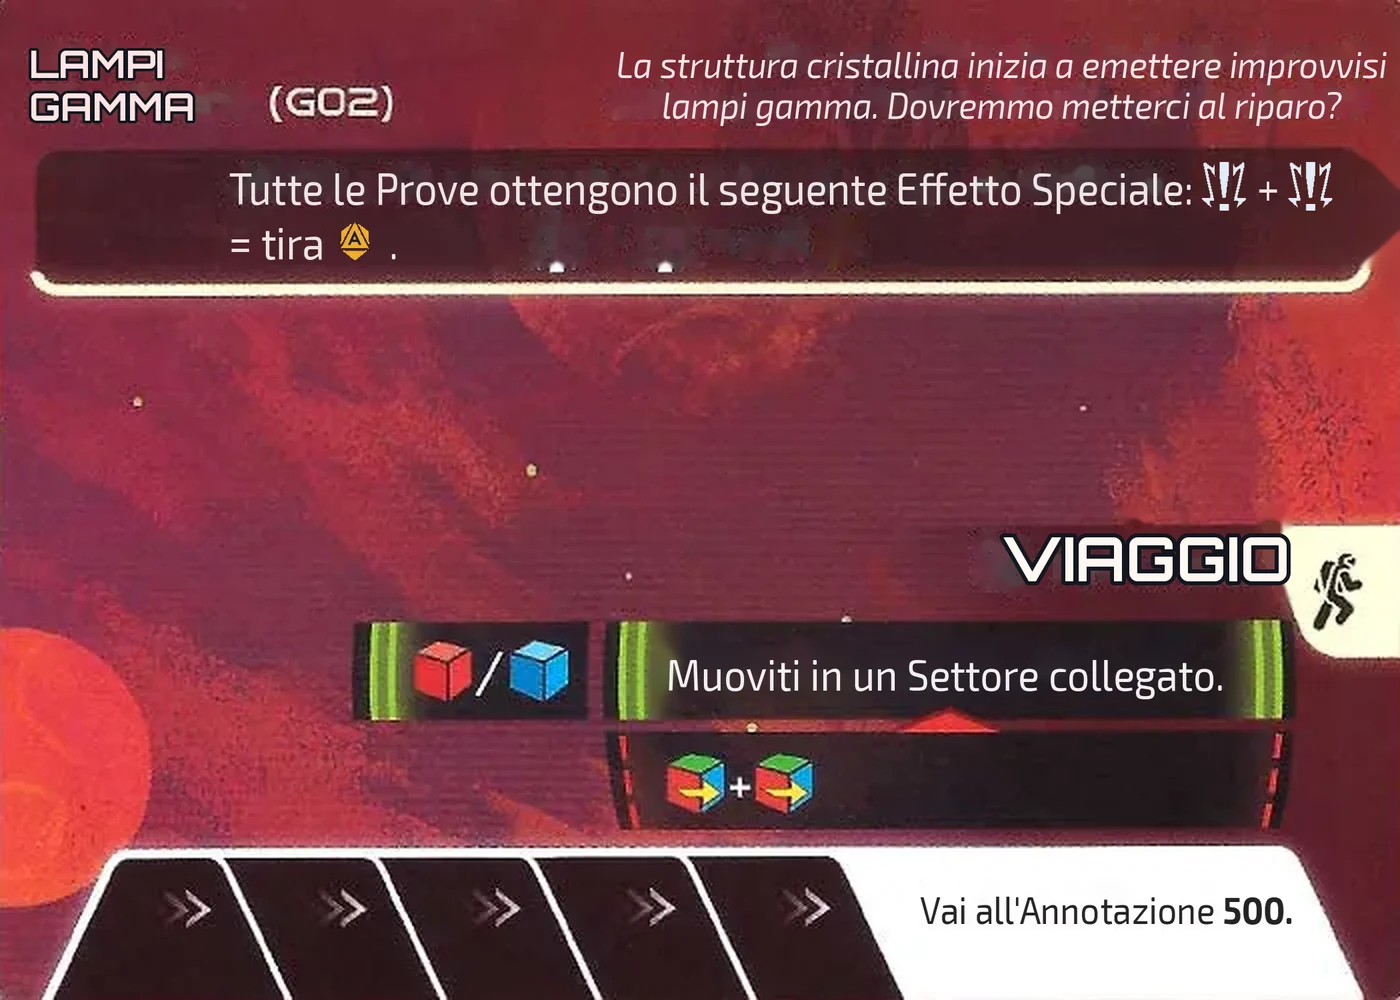 LAMPI
GAMMA
(G02)
La struttura cristallina inizia a emettere improvvisi
lampi gamma. Dovremmo metterci al riparo?
Tutte le Prove ottengono il seguente Effetto Speciale: +
= tira A .
VIAGGIO
/
Muoviti in un Settore collegato.
+
Vai all'Annotazione 500.